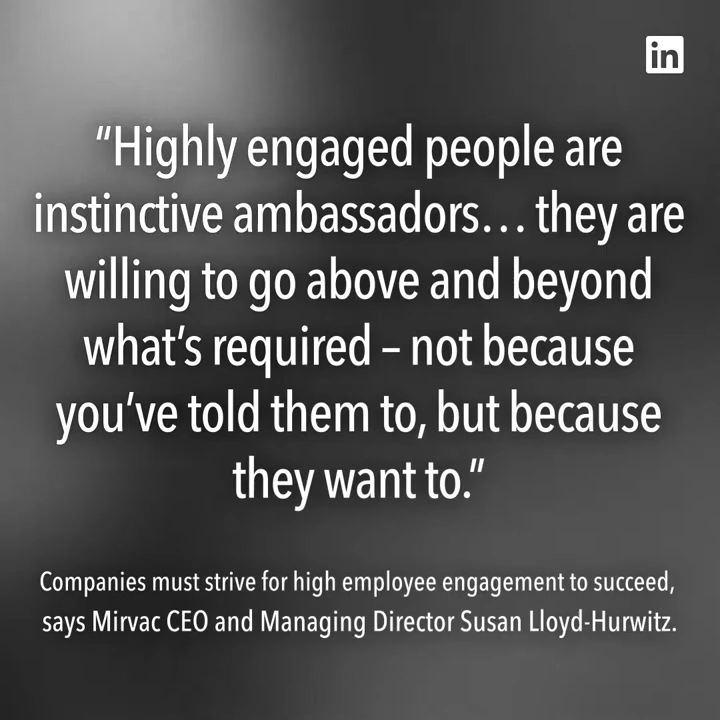 in
“Highly engaged people are
instinctive ambassadors… they are
willing to go above and beyond
what’s required – not because
you’ve told them to, but because
they want to.”
Companies must strive for high employee engagement to succeed,
says Mirvac CEO and Managing Director Susan Lloyd-Hurwitz.